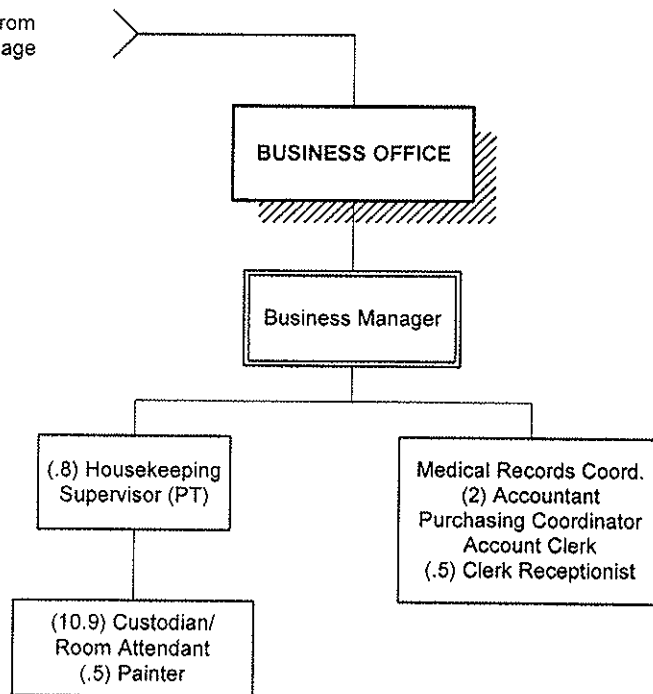 rom
age
BUSINESS OFFICE
Business Manager
(.8) Housekeeping
Supervisor (PT)
Medical Records Coord.
(2) Accountant
Purchasing Coordinator
Account Clerk
(.5) Clerk Receptionist
(10.9) Custodian/
Room Attendant
(.5) Painter